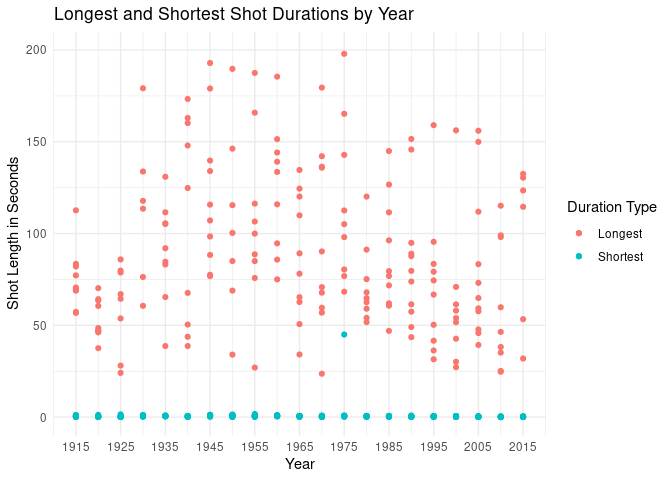 Longest and Shortest Shot Durations by Year
Shot Length in Seconds
200
150
100
50
0
1915 1925 1935 1945 1955 1965 1975 1985 1995 2005 2015
Year
Duration Type
Longest
Shortest